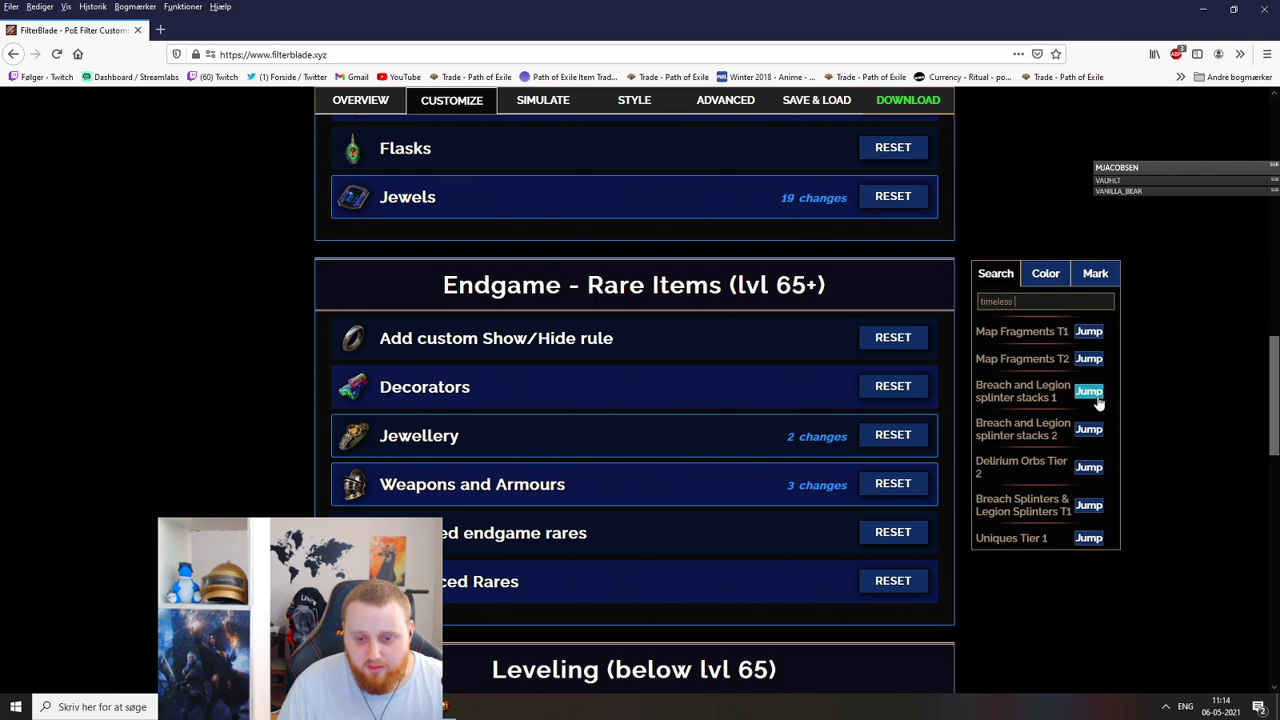 Filer Rediger Vis Historik Bogmærker Funktioner Hjælp
FilterBlade - PoE Filter Customi
https://www.filterblade.xyz
Følger - Twitch Dashboard / Streamlabs (60) Twitch (1) Forside / Twitter Gmail YouTube Trade - Path of Exile Path of Exile Item Trad... Trade - Path of Exile Winter 2018 - Anime - ... Trade - Path of Exile Currency - Ritual - po... Trade - Path of Exile Andre bogmærker
OVERVIEW CUSTOMIZE SIMULATE STYLE ADVANCED SAVE & LOAD DOWNLOAD
Flasks RESET
MJACOBSEN SUB
VAUHLT SUB
VANILLA_BEAR SUB
Jewels 19 changes RESET
Search Color Mark
Endgame - Rare Items (lvl 65+)
timeless
Map Fragments T1 Jump
Add custom Show/Hide rule RESET
Map Fragments T2 Jump
Breach and Legion
splinter stacks 1 Jump
Decorators RESET
Breach and Legion
splinter stacks 2 Jump
Jewellery 2 changes RESET
Delirium Orbs Tier
2 Jump
Weapons and Armours 3 changes RESET
Breach Splinters &
Legion Splinters T1 Jump
endgame rares RESET
Uniques Tier 1 Jump
Rares RESET
Leveling (below lvl 65)
Skriv her for at søge
ENG
11:14
06-05-2021
2